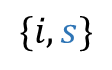 {i, s}